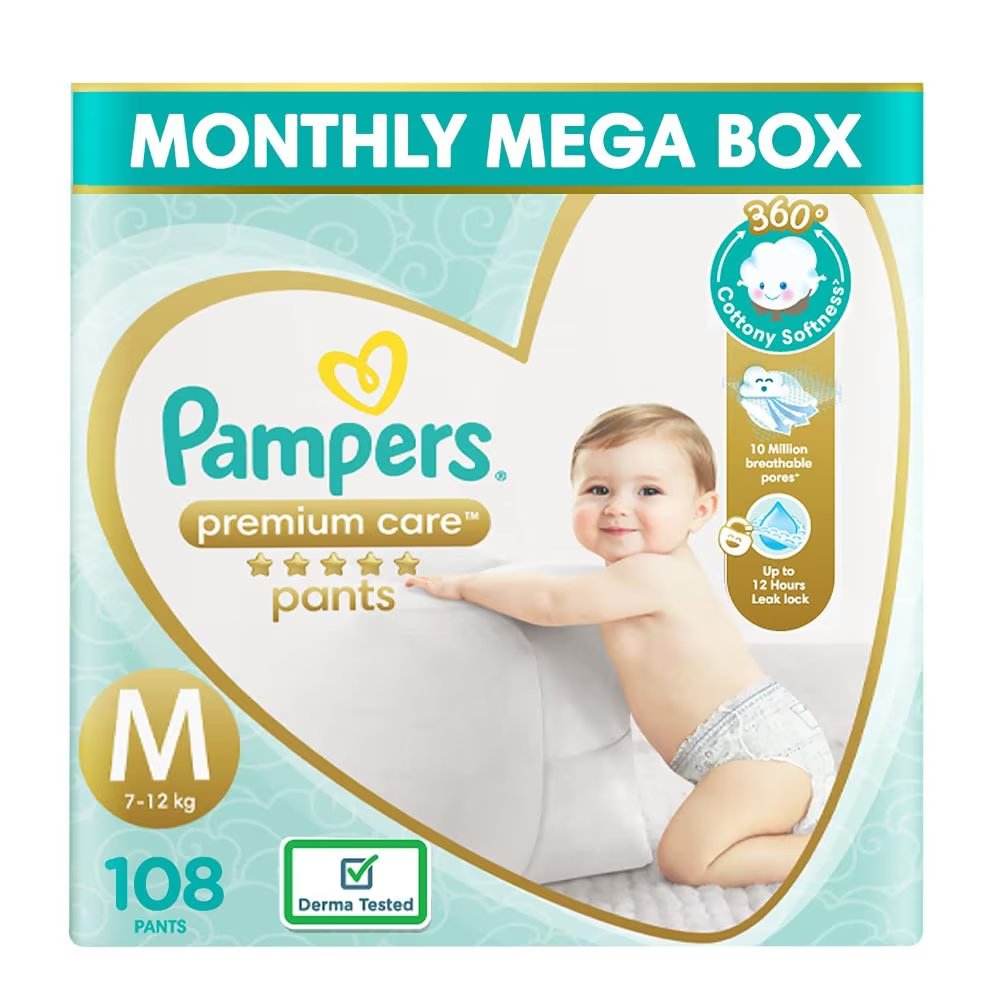 MONTHLY MEGA BOX
360°
Cottony Softness^
Pampers®
premium care™
pants
10 Million
breathable
pores+
Up to
12 Hours
Leak lock
M
7-12 kg
108
PANTS
Derma Tested